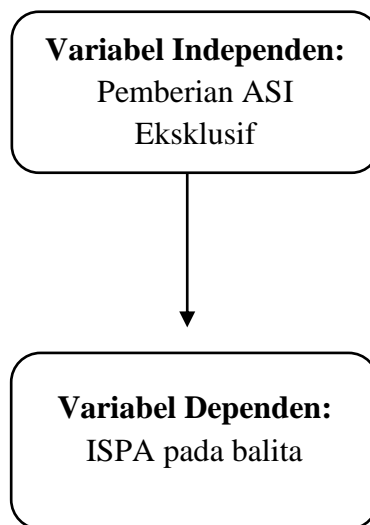 Variabel Independen:
Pemberian ASI
Eksklusif
Variabel Dependen:
ISPA pada balita